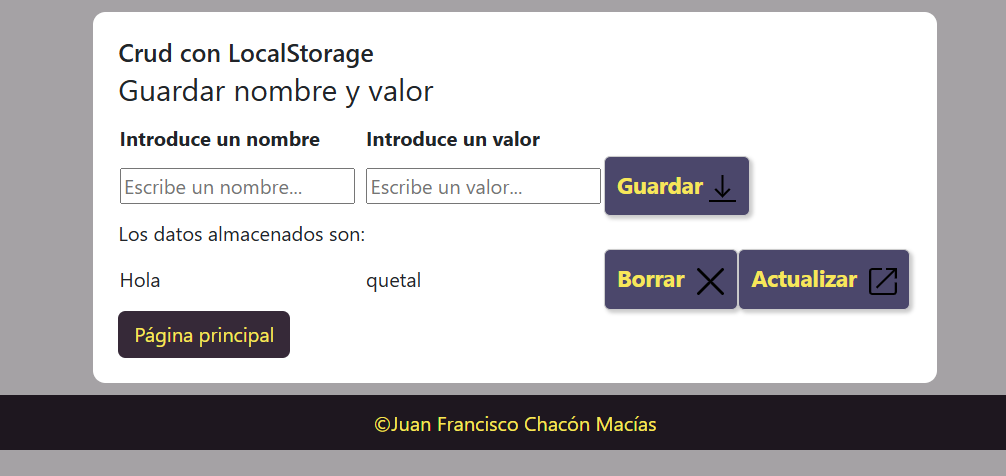 Crud con LocalStorage
Guardar nombre y valor
Introduce un nombre Introduce un valor
Escribe un nombre... Escribe un valor... Guardar
Los datos almacenados son:
Hola quetal Borrar Actualizar
Página principal
©Juan Francisco Chacón Macías